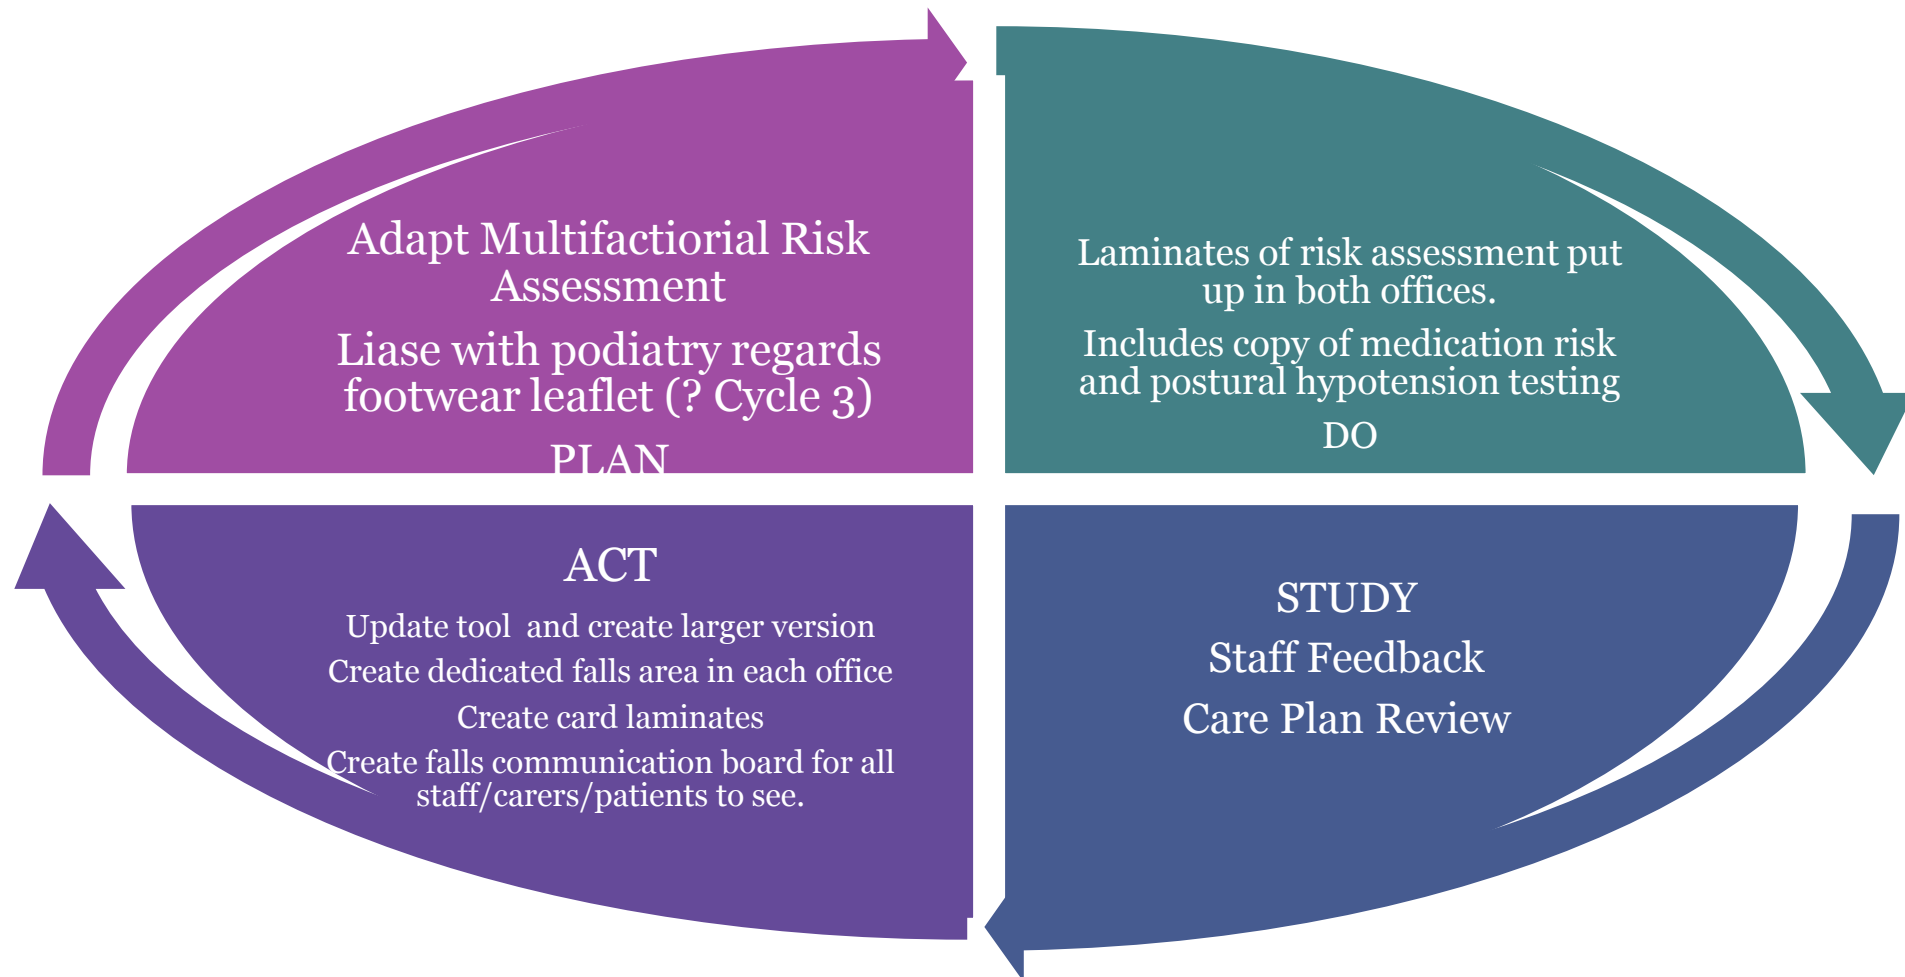 Adapt Multifactiorial Risk
Assessment
Liase with podiatry regards
footwear leaflet (? Cycle 3)
PLAN
Laminates of risk assessment put
up in both offices.
Includes copy of medication risk
and postural hypotension testing
DO
ACT
Update tool  and create larger version
Create dedicated falls area in each office
Create card laminates
Create falls communication board for all
staff/carers/patients to see.
STUDY
Staff Feedback
Care Plan Review